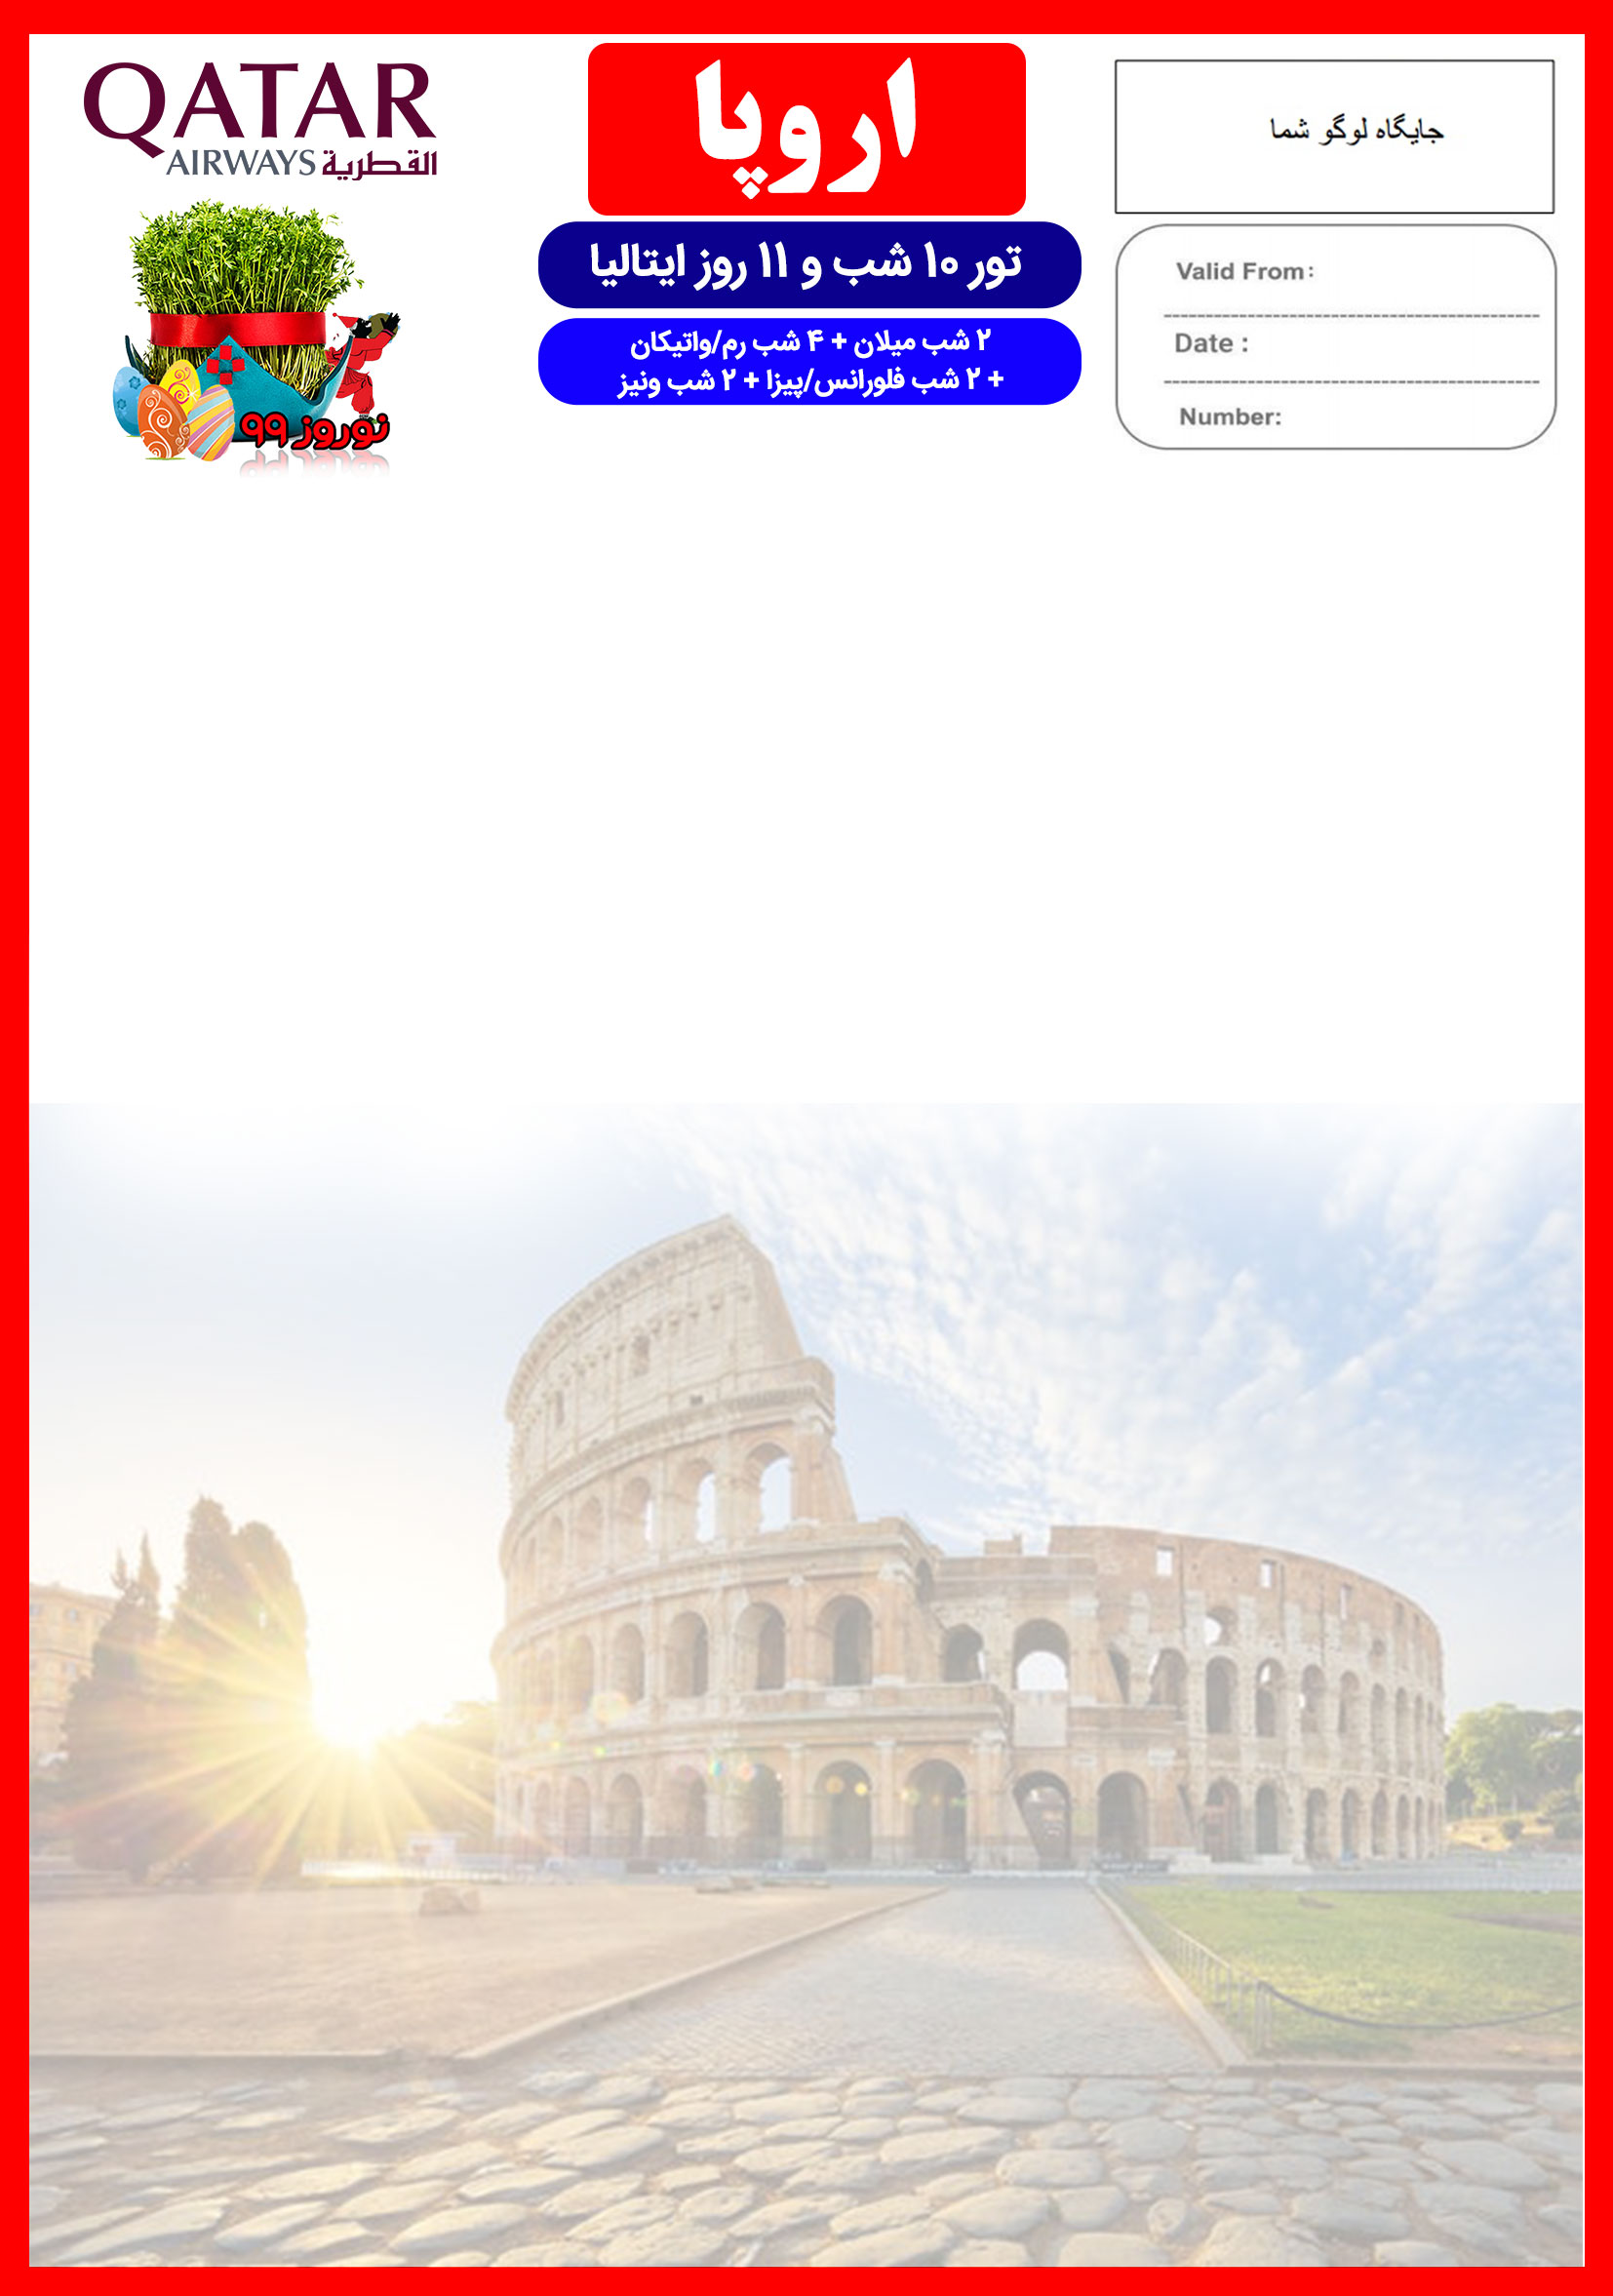 QATAR
AIRWAYS القطرية
نوروز ۹۹
اروپا
تور ۱۰ شب و ۱۱ روز ایتالیا
۲ شب میلان + ۴ شب رم/واتیکان
+ ۲ شب فلورانس/پیزا + ۲ شب ونیز
جایگاه لوگو شما
Valid From:
Date :
Number: